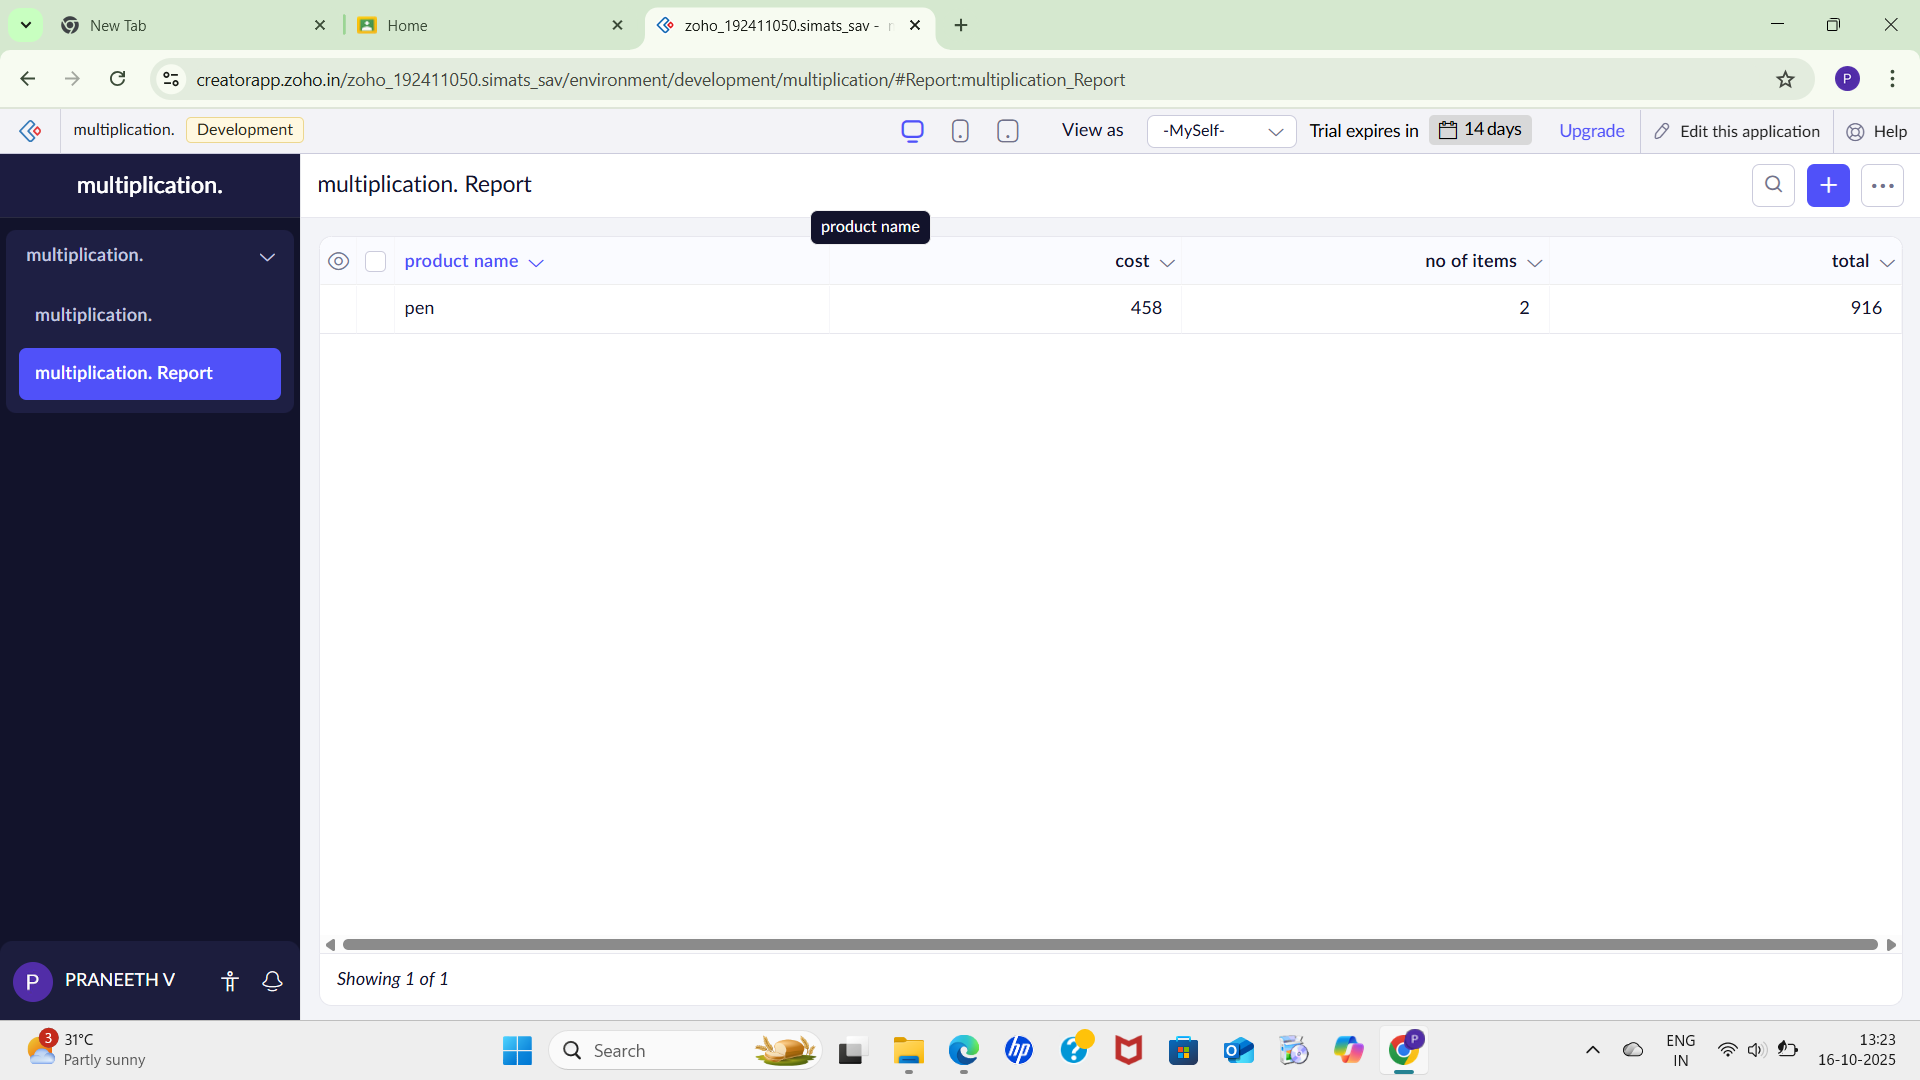 New Tab
Home
zoho_192411050.simats_sav -
creatorapp.zoho.in/zoho_192411050.simats_sav/environment/development/multiplication/#Report:multiplication_Report
P
multiplication. Development View as -MySelf- Trial expires in 14 days Upgrade Edit this application Help
multiplication.
multiplication. Report
product name
multiplication.
product name cost no of items total
multiplication.
pen 458 2 916
multiplication. Report
Showing 1 of 1
P PRANEETH V
3 31°C
Partly sunny
Search
hp
P
ENG
IN
13:23
16-10-2025